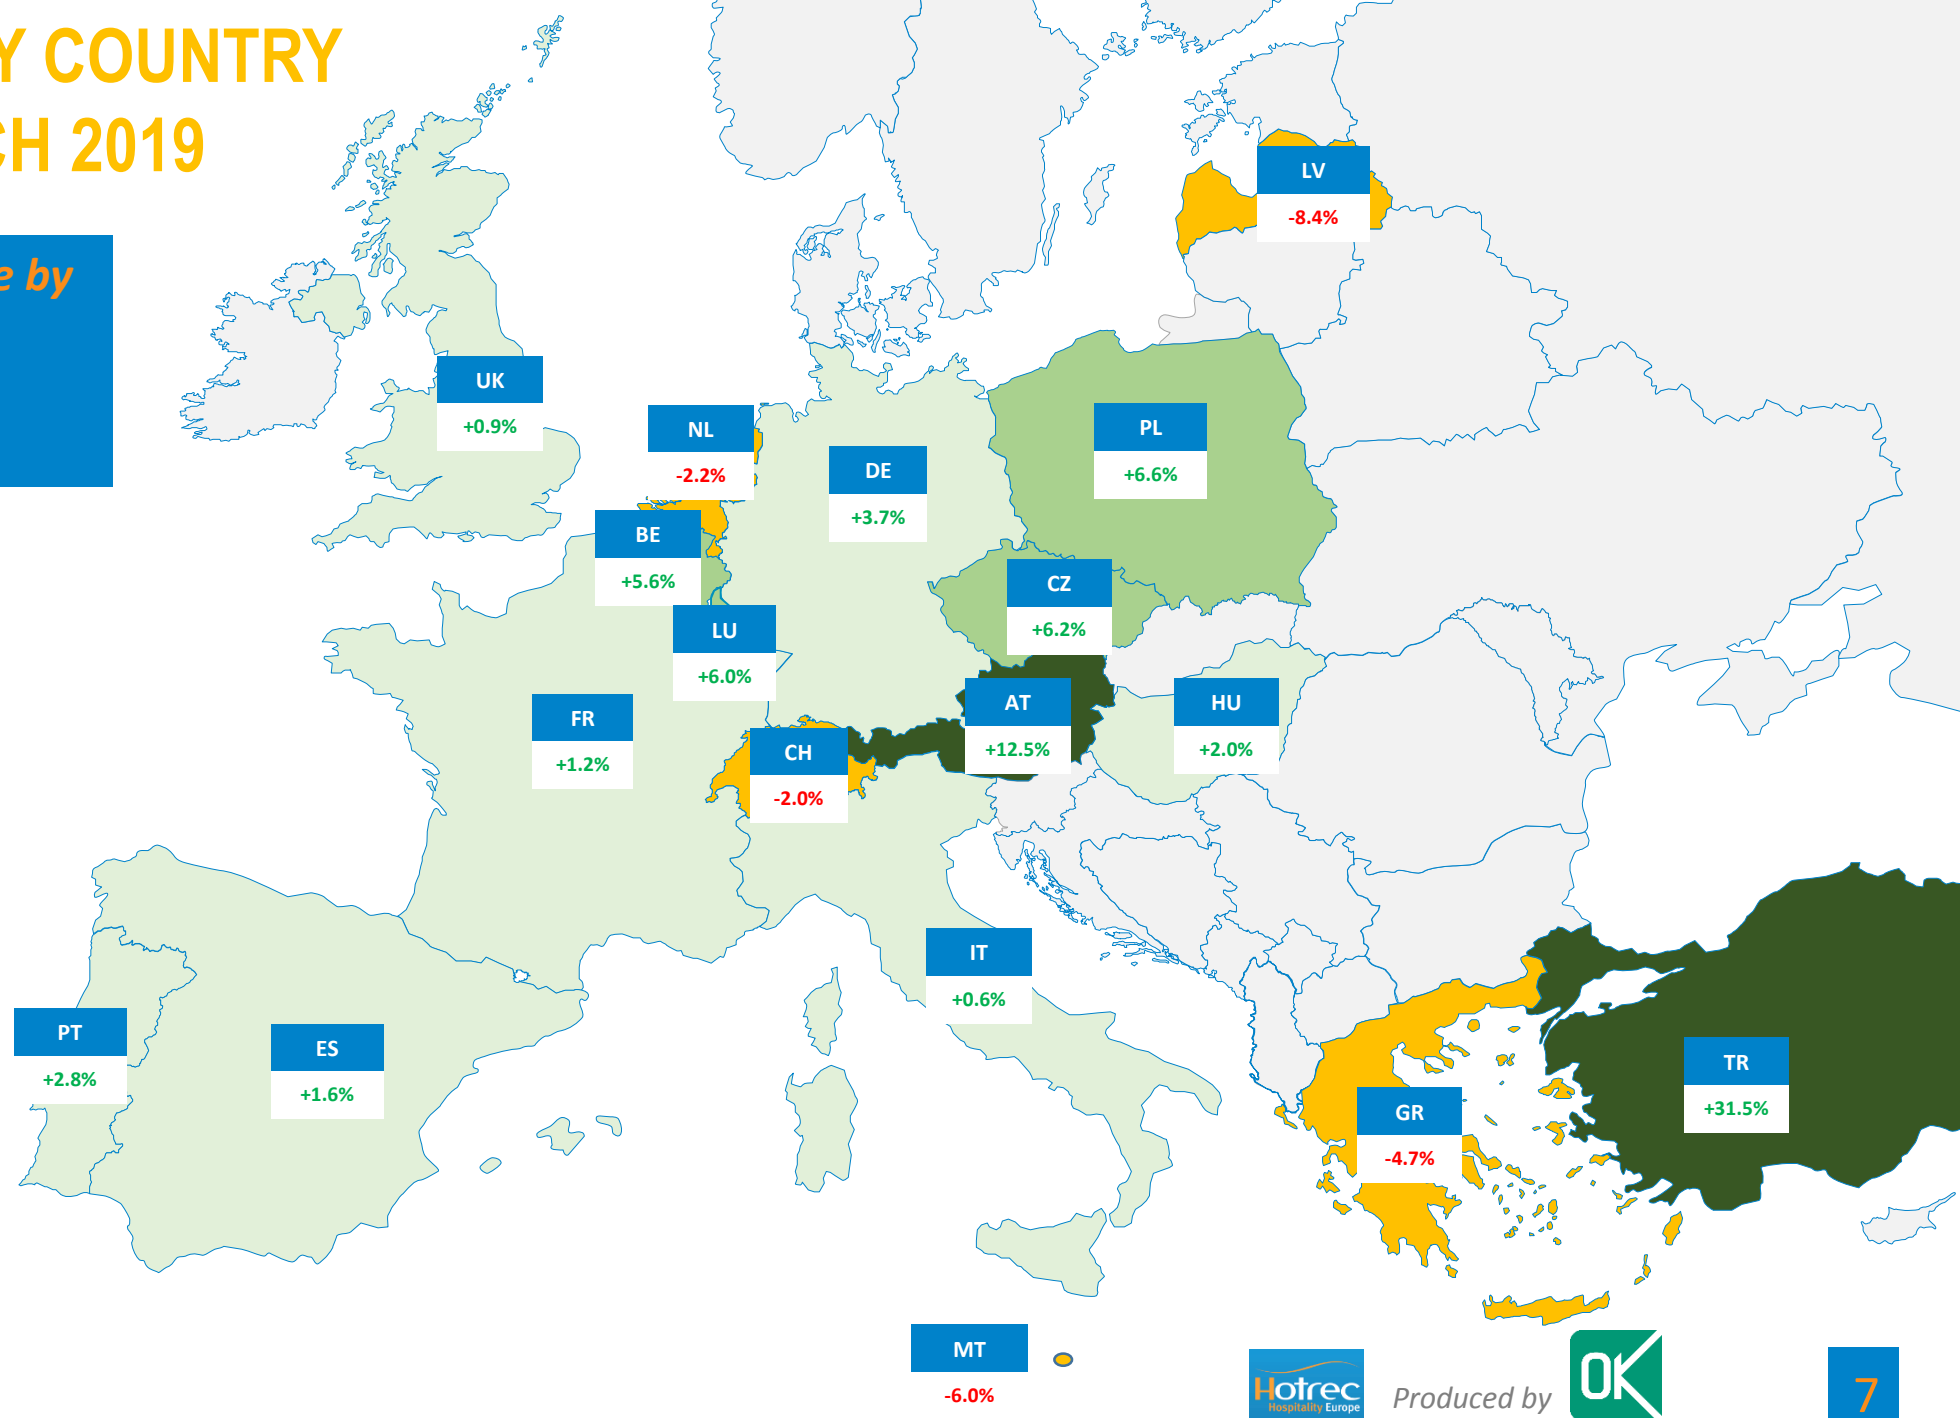 Y COUNTRY
CH 2019
e by
LV
-8.4%
UK
+0.9%
NL
-2.2%
DE
+3.7%
PL
+6.6%
BE
+5.6%
CZ
+6.2%
LU
+6.0%
FR
+1.2%
CH
-2.0%
AT
+12.5%
HU
+2.0%
IT
+0.6%
PT
+2.8%
ES
+1.6%
TR
+31.5%
GR
-4.7%
MT
-6.0%
Hotrec
Hospitality Europe
Produced by
OK
7